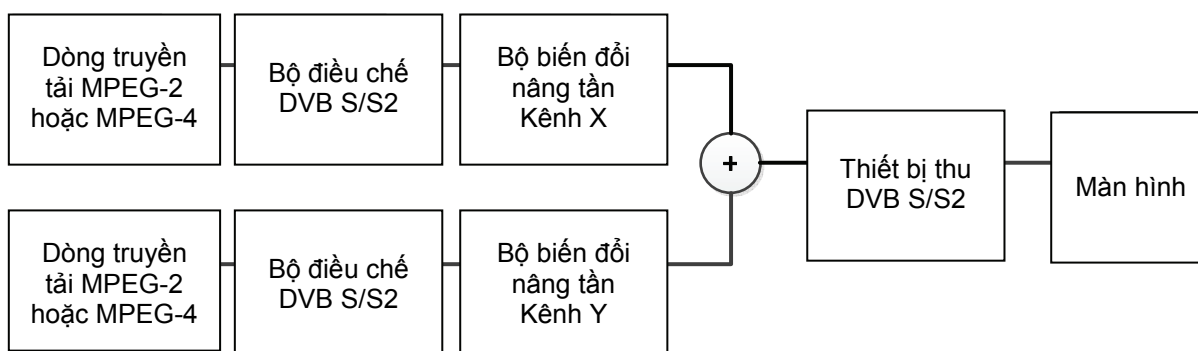 Dòng truyền
tải MPEG-2
hoặc MPEG-4
Bộ điều chế
DVB S/S2
Bộ biến đổi
nâng tần
Kênh X
+
Thiết bị thu
DVB S/S2
Màn hình
Dòng truyền
tải MPEG-2
hoặc MPEG-4
Bộ điều chế
DVB S/S2
Bộ biến đổi
nâng tần
Kênh Y